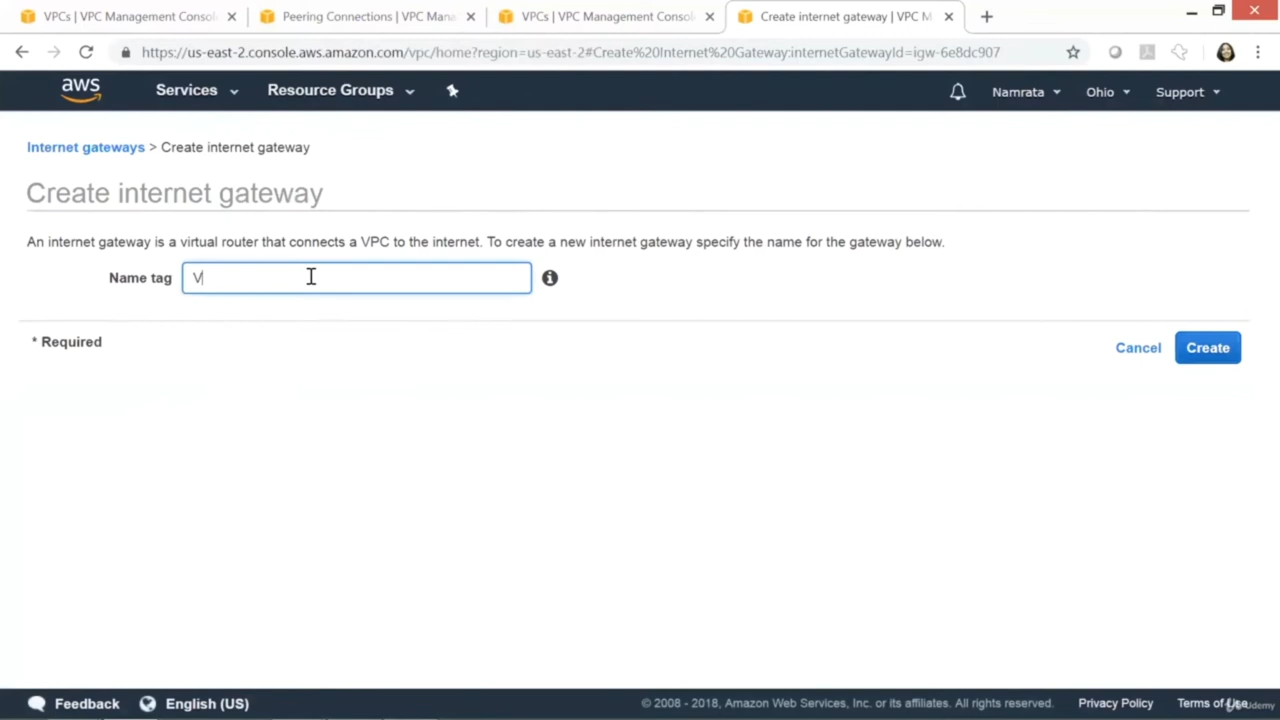 VPCs | VPC Management Consol
Peering Connections | VPC Mana
VPCs | VPC Management Consol
Create internet gateway | VPC M
https://us-east-2.console.aws.amazon.com/vpc/home?region=us-east-2#Create%20Internet%20Gateway:internetGatewayId=igw-6e8dc907
aws
Services
Resource Groups
Namrata
Ohio
Support
Internet gateways > Create internet gateway
Create internet gateway
An internet gateway is a virtual router that connects a VPC to the internet. To create a new internet gateway specify the name for the gateway below.
Name tag
V
* Required
Cancel
Create
Feedback
English (US)
© 2008 - 2018, Amazon Web Services, Inc. or its affiliates. All rights reserved.
Privacy Policy
Terms of Use
Udemy